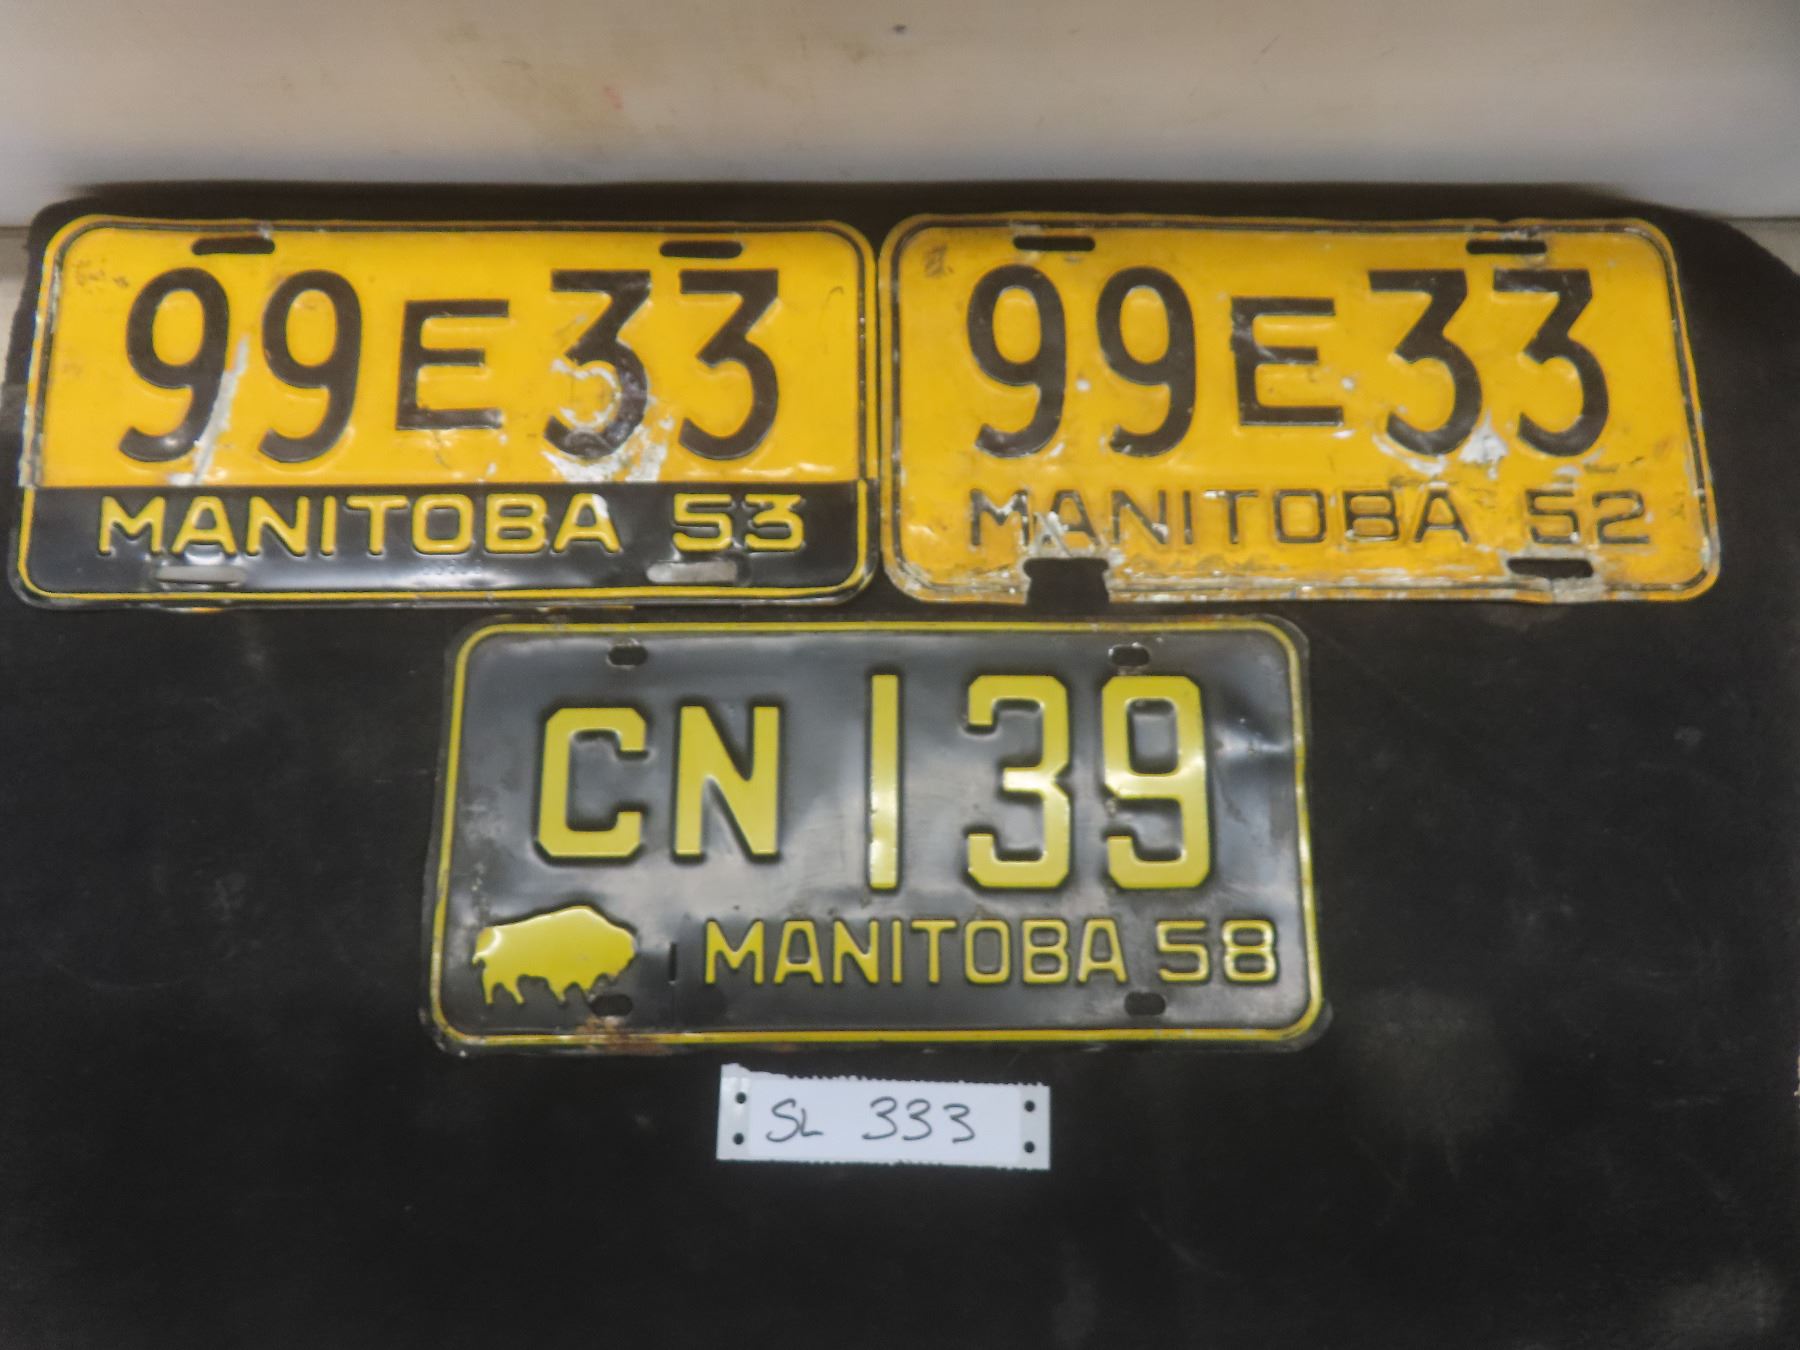 99E33
MANITOBA 53
99E33
MANITOBA 52
CN 139
MANITOBA 58
SL 333